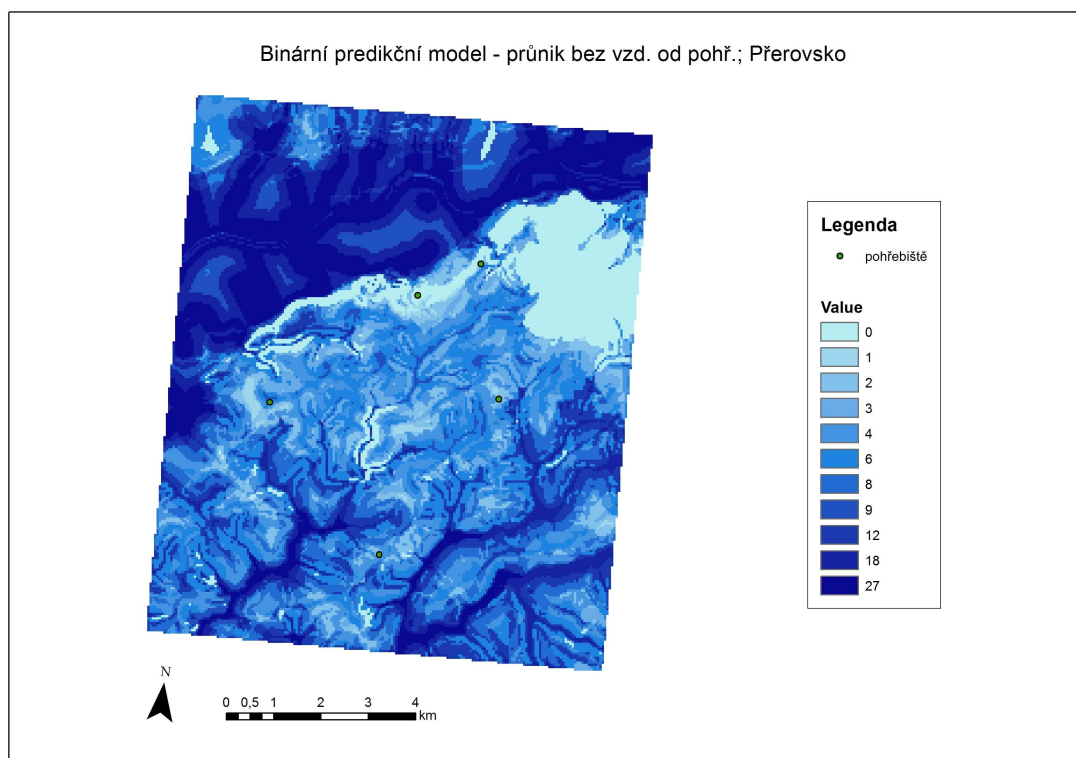 Binární predikční model - průnik bez vzd. od pohř.; Přerovsko
Legenda
pohřebiště
Value
0
1
2
3
4
6
8
9
12
18
27
N
0 0,5 1 2 3 4
km